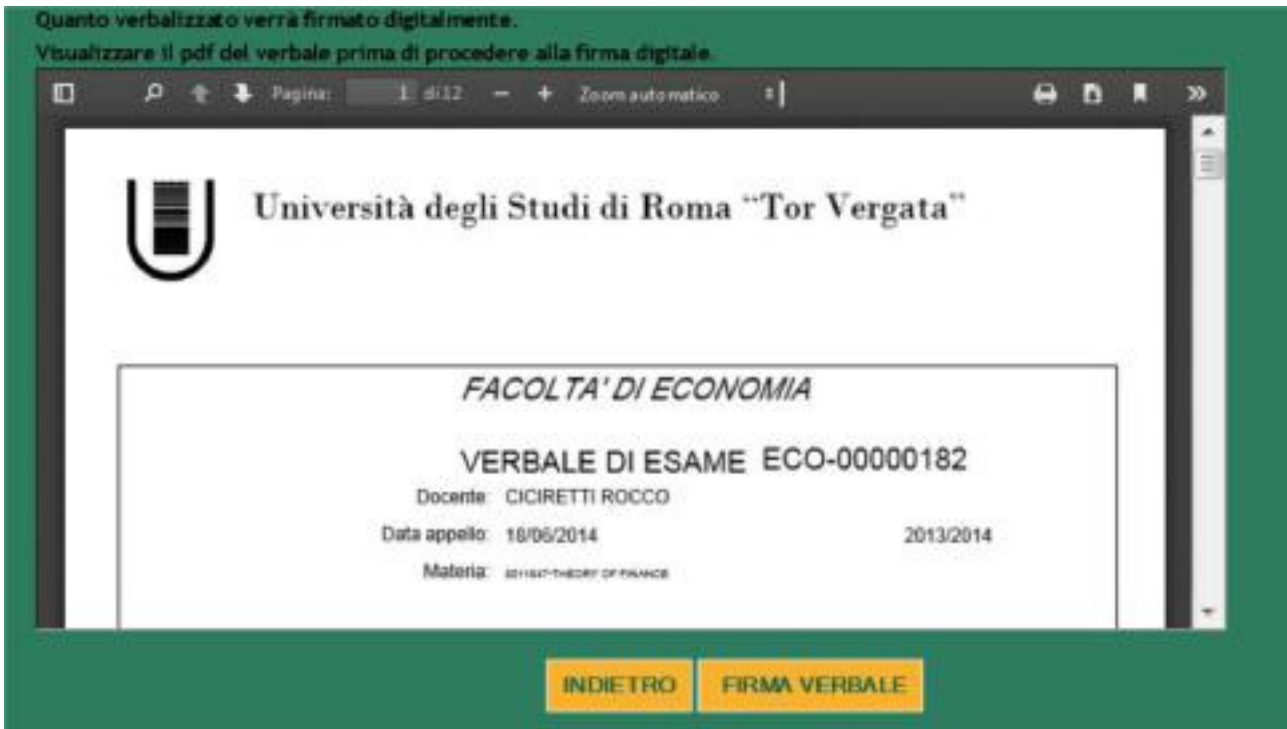 Quanto verbalizzato verrà firmato digitalmente.
Visualizzare il pdf del verbale prima di procedere alla firma digitale.
Pagina: 1 di 12 Zoom automatico
Università degli Studi di Roma “Tor Vergata”
FACOLTA' DI ECONOMIA
VERBALE DI ESAME ECO-00000182
Docente: CICIRETTI ROCCO
Data appello: 18/06/2014 2013/2014
Materia: THEORY OF FINANCE
INDIETRO FIRMA VERBALE